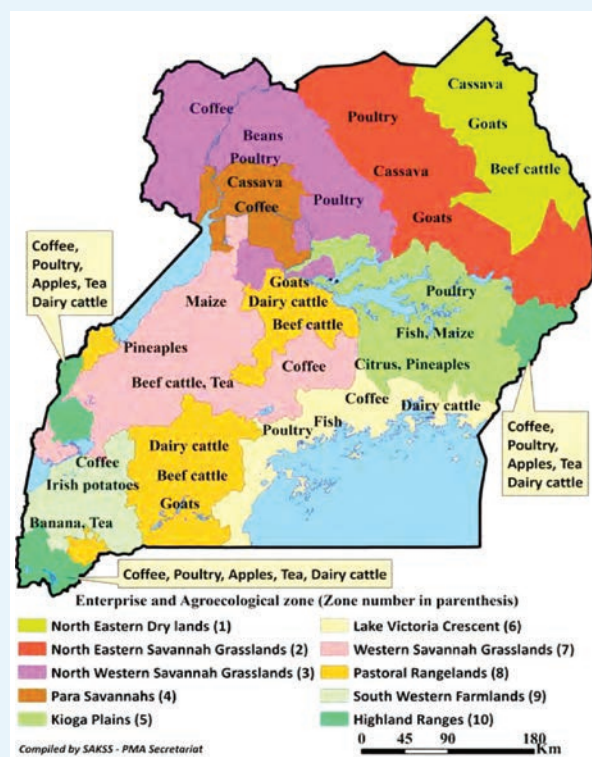 Cassava
Coffee
Goats
Poultry
Beans
Poultry
Beef cattle
Cassava
Cassava
Poultry
Coffee
Goats
Coffee,
Poultry,
Apples, Tea
Dairy cattle
Goats
Poultry
Maize
Dairy cattle
Beef cattle
Fish, Maize
Pineaples
Coffee
Citrus, Pineaples
Beef cattle, Tea
Coffee
Dairy cattle
Fish
Poultry
Coffee,
Poultry,
Apples, Tea
Dairy cattle
Dairy cattle
Coffee
Beef cattle
Irish potatoes
Goats
Banana, Tea
Coffee, Poultry, Apples, Tea, Dairy cattle
Enterprise and Agroecological zone (Zone number in parenthesis)
North Eastern Dry lands (1)
North Eastern Savannah Grasslands (2)
North Western Savannah Grasslands (3)
Para Savannahs (4)
Kioga Plains (5)
Lake Victoria Crescent (6)
Western Savannah Grasslands (7)
Pastoral Rangelands (8)
South Western Farmlands (9)
Highland Ranges (10)
Compiled by SAKSS - PMA Secretariat
0 45 90 180
Km